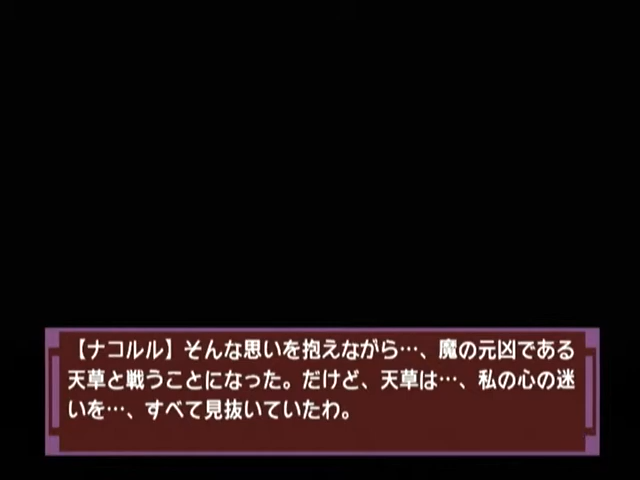 【ナコルル】そんな思いを抱えながら…、魔の元凶である
天草と戦うことになった。だけど、天草は…、私の心の迷
いを…、すべて見抜いていたわ。